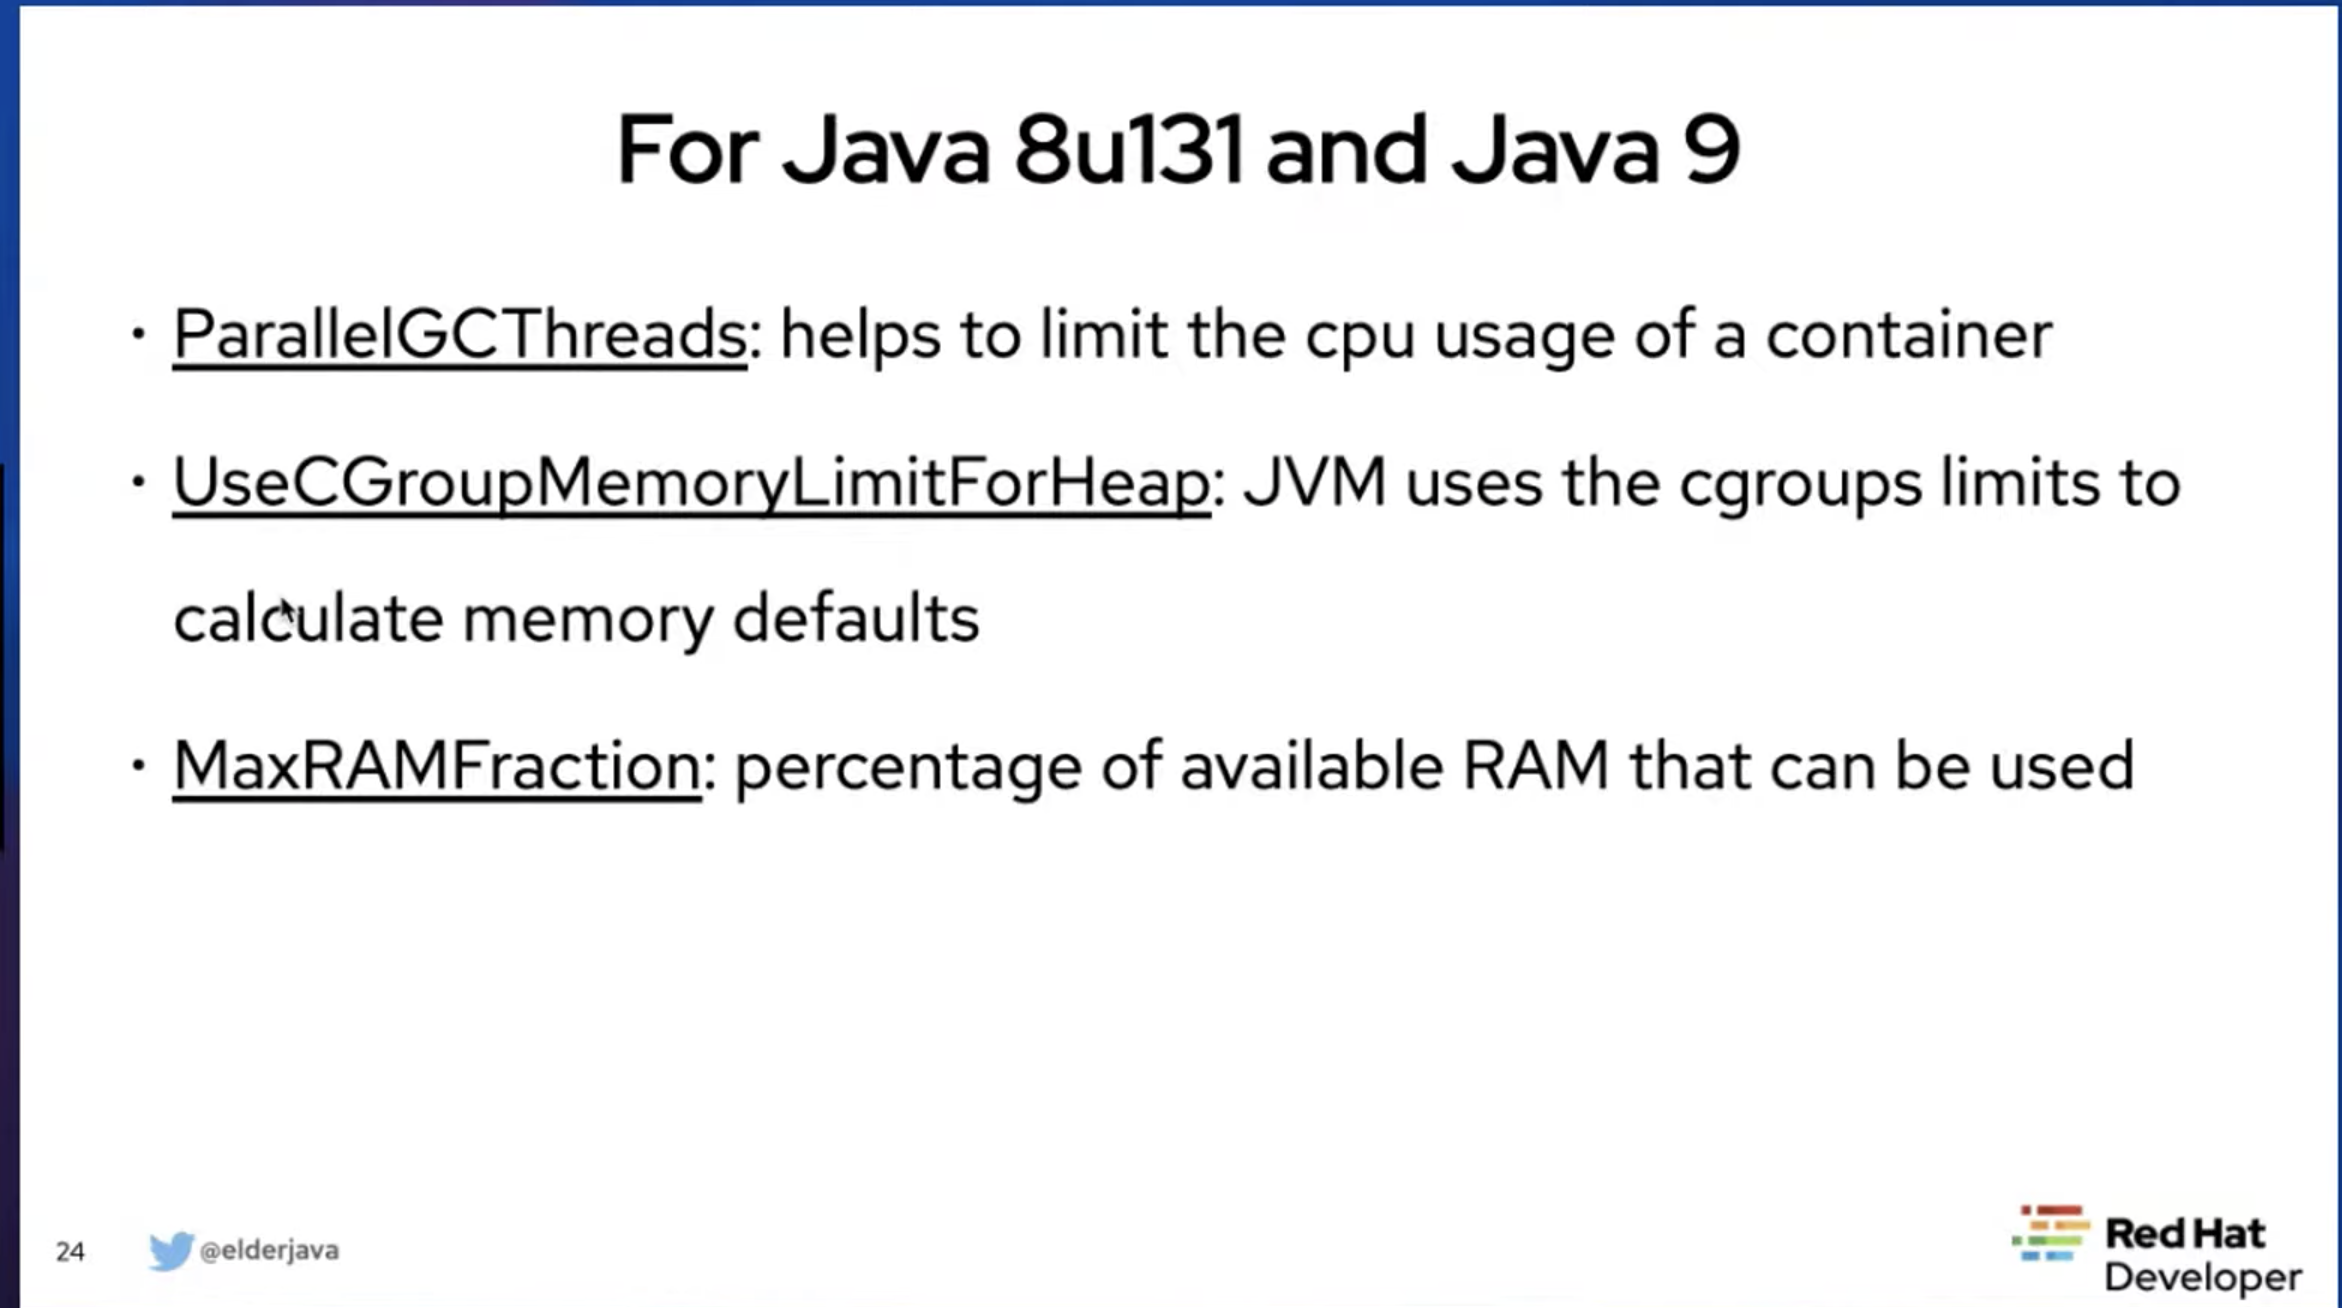 For Java 8u131 and Java 9
• ParallelGCThreads: helps to limit the cpu usage of a container
• UseCGroupMemoryLimitForHeap: JVM uses the cgroups limits to
calculate memory defaults
• MaxRAMFraction: percentage of available RAM that can be used
24
@elderjava
Red Hat
Developer